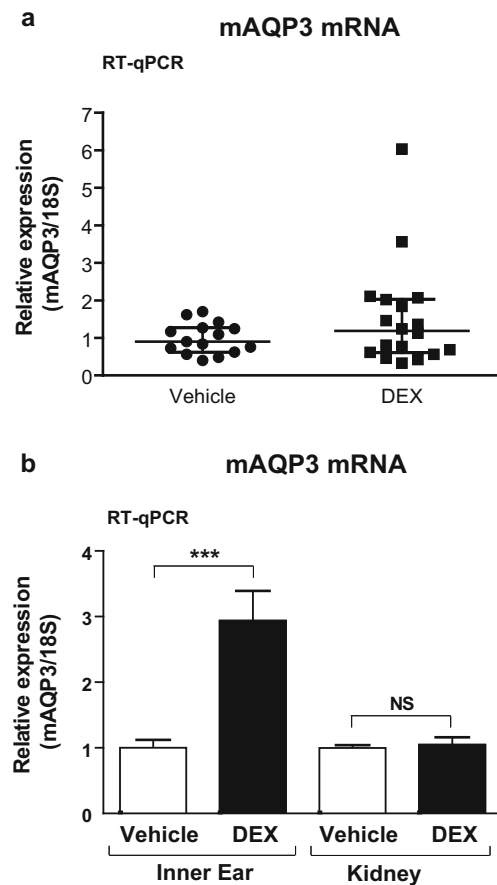 a
mAQP3 mRNA
RT-qPCR
Relative expression
(mAQP3/18S)
7
6
5
4
3
2
1
0
Vehicle
DEX
b
mAQP3 mRNA
RT-qPCR
Relative expression
(mAQP3/18S)
4
3
2
1
0
***
NS
Vehicle
DEX
Vehicle
DEX
Inner Ear
Kidney